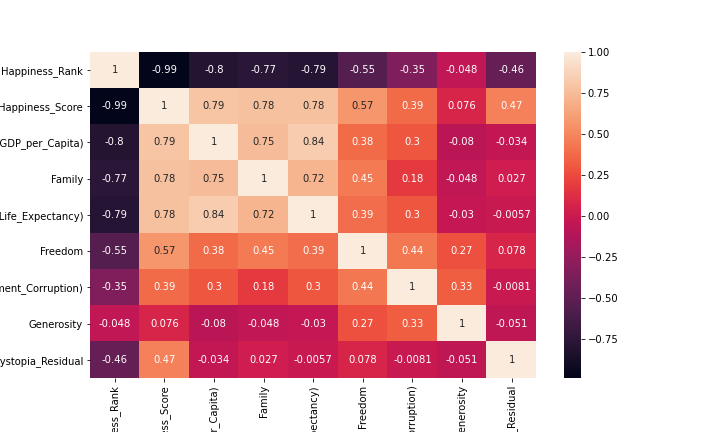 Happiness_Rank 1 -0.99 -0.8 -0.77 -0.79 -0.55 -0.35 -0.048 -0.46
Happiness_Score -0.99 1 0.79 0.78 0.78 0.57 0.39 0.076 0.47
GDP_per_Capita) -0.8 0.79 1 0.75 0.84 0.38 0.3 -0.08 -0.034
Family -0.77 0.78 0.75 1 0.72 0.45 0.18 -0.048 0.027
Life_Expectancy) -0.79 0.78 0.84 0.72 1 0.39 0.3 -0.03 -0.0057
Freedom -0.55 0.57 0.38 0.45 0.39 1 0.44 0.27 0.078
ment_Corruption) -0.35 0.39 0.3 0.18 0.3 0.44 1 0.33 -0.0081
Generosity -0.048 0.076 -0.08 -0.048 -0.03 0.27 0.33 1 -0.051
ystopia_Residual -0.46 0.47 -0.034 0.027 -0.0057 0.078 -0.0081 -0.051 1
ess_Rank
ess_Score
r_Capita)
Family
pectancy)
Freedom
orruption)
enerosity
_Residual
1.00
0.75
0.50
0.25
0.00
-0.25
-0.50
-0.75